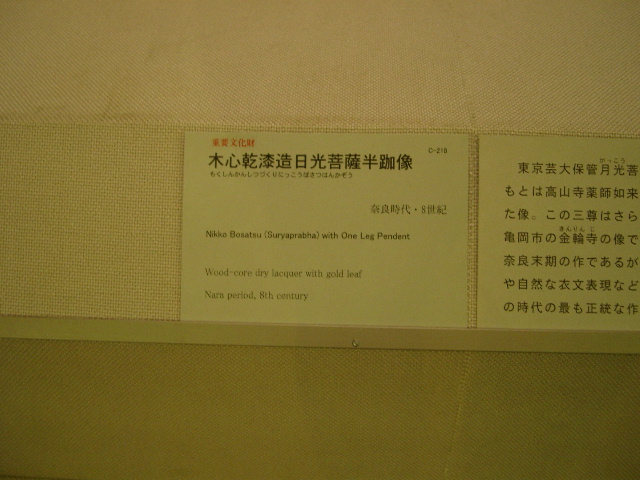 重要文化財
木心乾漆造日光菩薩半跏像
もくしんかんしつづくりにっこうぼさつはんかぞう
C-218
奈良時代・8世紀
Nikko Bosatsu (Suryaprabha) with One Leg Pendent
Wood-core dry lacquer with gold leaf
Nara period, 8th century
がっこう
東京芸大保管月光菩
もとは高山寺薬師如来
た像。この三尊はさら
きんりんじ
亀岡市の金輪寺の像で
奈良末期の作であるが
や自然な衣文表現など
の時代の最も正統な作